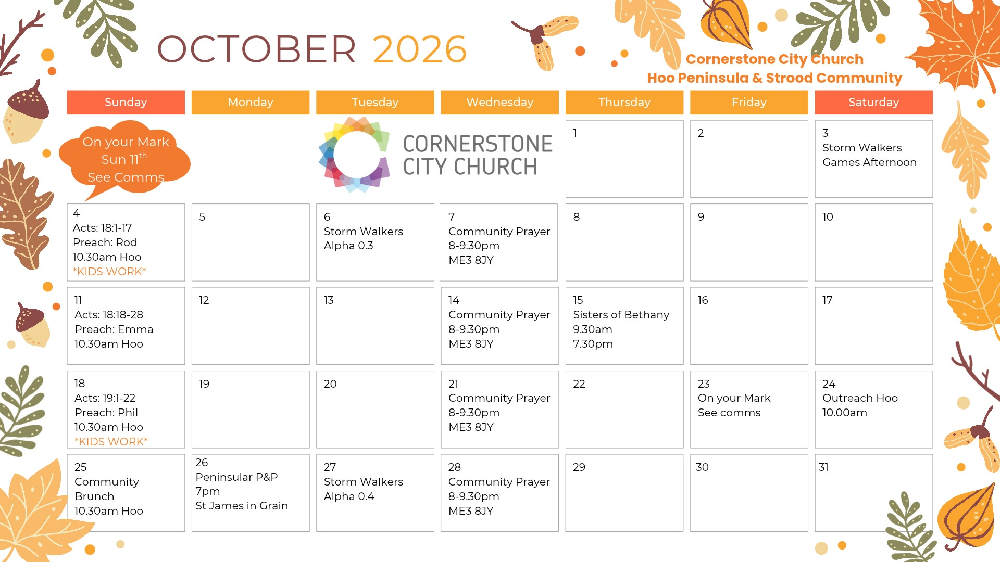 OCTOBER 2026
Cornerstone City Church
Hoo Peninsula & Strood Community
Sunday
Monday
Tuesday
Wednesday
Thursday
Friday
Saturday
On your Mark
Sun 11th
See Comms
CORNERSTONE
CITY CHURCH
1
2
3
Storm Walkers
Games Afternoon
4
Acts: 18:1-17
Preach: Rod
10.30am Hoo
*KIDS WORK*
5
6
Storm Walkers
Alpha 0.3
7
Community Prayer
8-9.30pm
ME3 8JY
8
9
10
11
Acts: 18:18-28
Preach: Emma
10.30am Hoo
12
13
14
Community Prayer
8-9.30pm
ME3 8JY
15
Sisters of Bethany
9.30am
7.30pm
16
17
18
Acts: 19:1-22
Preach: Phil
10.30am Hoo
*KIDS WORK*
19
20
21
Community Prayer
8-9.30pm
ME3 8JY
22
23
On your Mark
See comms
24
Outreach Hoo
10.00am
25
Community
Brunch
10.30am Hoo
26
Peninsular P&P
7pm
St James in Grain
27
Storm Walkers
Alpha 0.4
28
Community Prayer
8-9.30pm
ME3 8JY
29
30
31